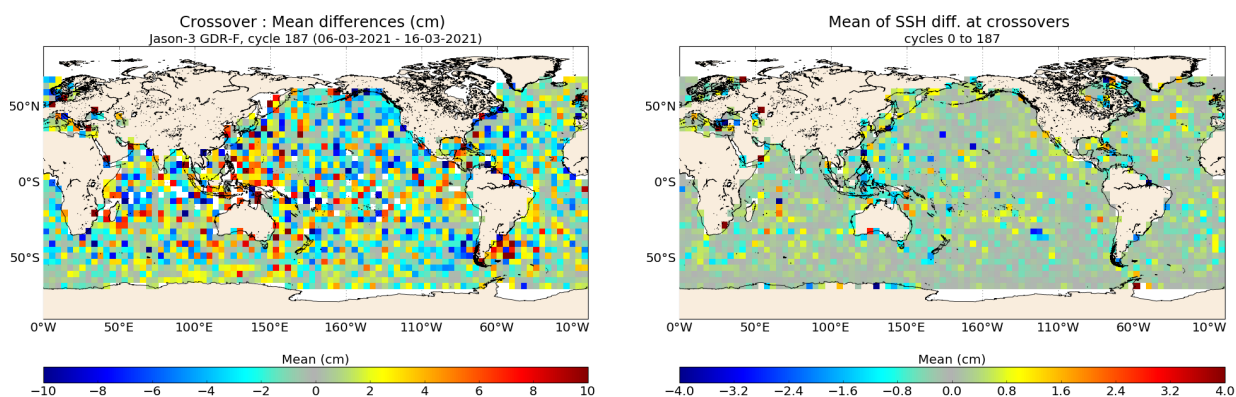 Crossover : Mean differences (cm)
Jason-3 GDR-F, cycle 187 (06-03-2021 - 16-03-2021)
50°N
0°S
50°S
0°W 50°E 100°E 150°E 160°W 110°W 60°W 10°W
Mean (cm)
−10 −8 −6 −4 −2 0 2 4 6 8 10
Mean of SSH diff. at crossovers
cycles 0 to 187
50°N
0°S
50°S
0°W 50°E 100°E 150°E 160°W 110°W 60°W 10°W
Mean (cm)
−4.0 −3.2 −2.4 −1.6 −0.8 0.0 0.8 1.6 2.4 3.2 4.0